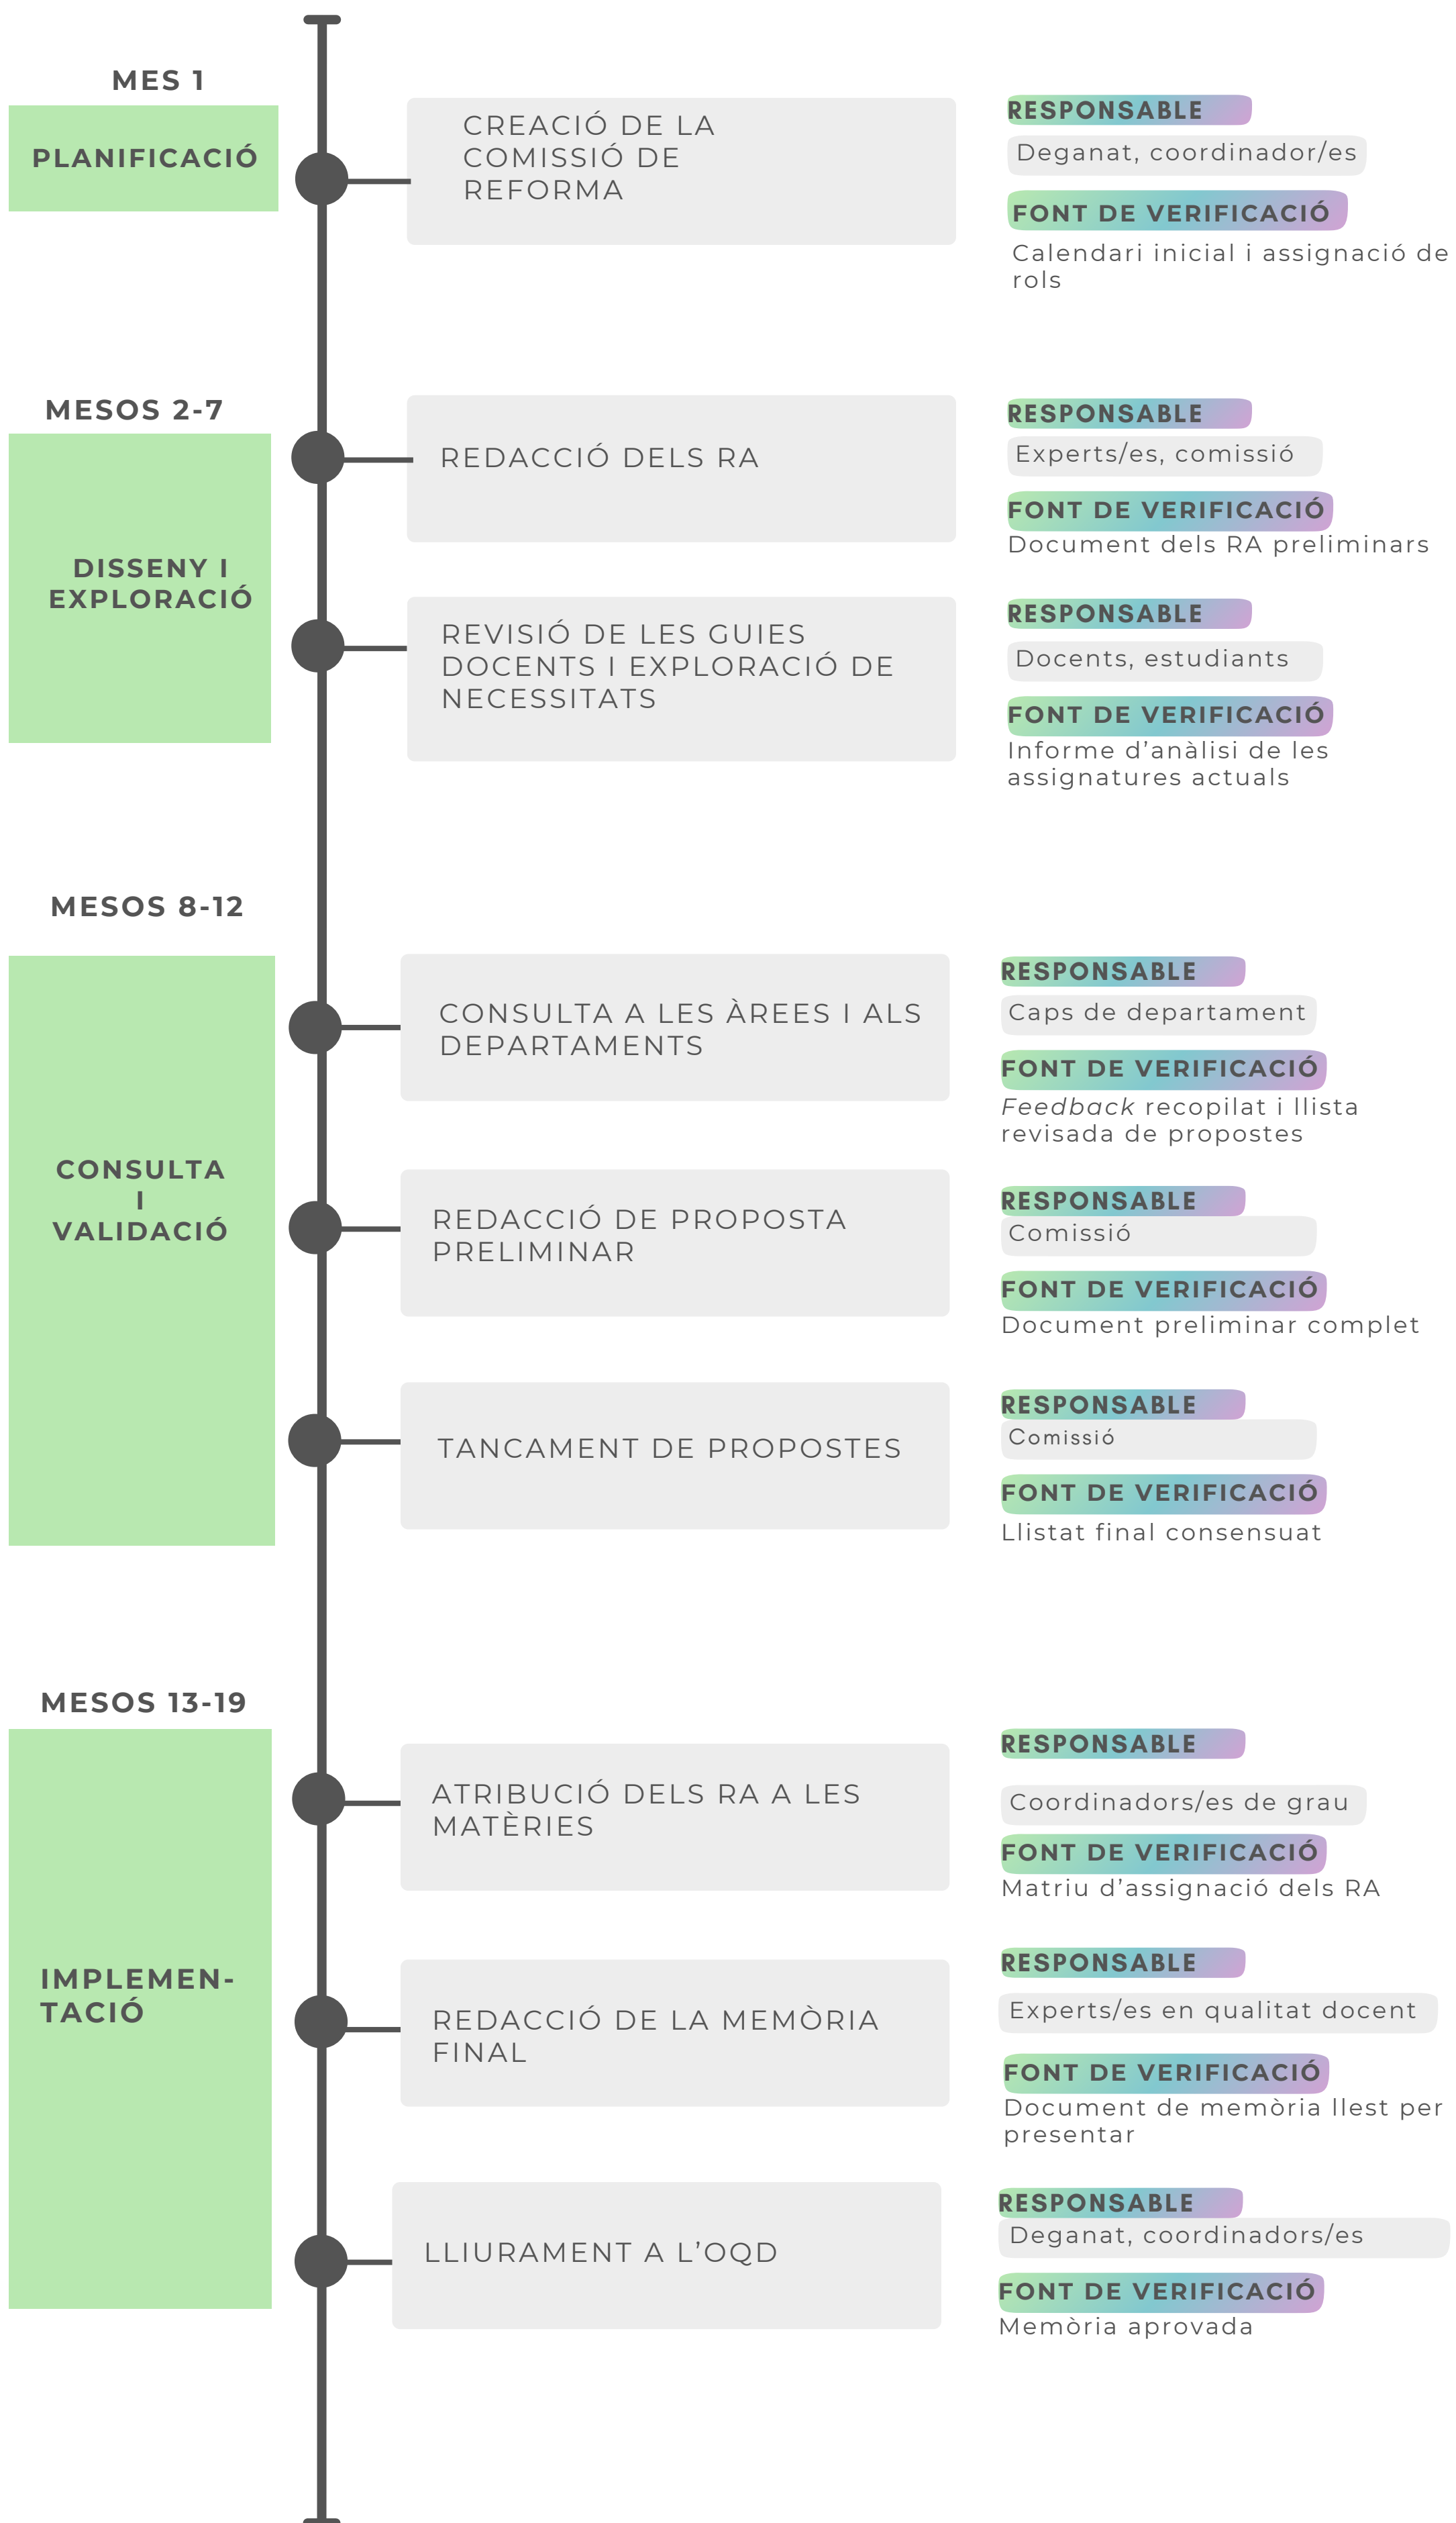 MES 1
PLANIFICACIÓ
CREACIÓ DE LA
COMISSIÓ DE
REFORMA
RESPONSABLE
Deganat, coordinador/es
FONT DE VERIFICACIÓ
Calendari inicial i assignació de
rols
MESOS 2-7
DISSENY I
EXPLORACIÓ
REDACCIÓ DELS RA
RESPONSABLE
Experts/es, comissió
FONT DE VERIFICACIÓ
Document dels RA preliminars
REVISIÓ DE LES GUIES
DOCENTS I EXPLORACIÓ DE
NECESSITATS
RESPONSABLE
Docents, estudiants
FONT DE VERIFICACIÓ
Informe d’anàlisi de les
assignatures actuals
MESOS 8-12
CONSULTA
I
VALIDACIÓ
CONSULTA A LES ÀREES I ALS
DEPARTAMENTS
RESPONSABLE
Caps de departament
FONT DE VERIFICACIÓ
Feedback recopilat i llista
revisada de propostes
REDACCIÓ DE PROPOSTA
PRELIMINAR
RESPONSABLE
Comissió
FONT DE VERIFICACIÓ
Document preliminar complet
TANCAMENT DE PROPOSTES
RESPONSABLE
Comissió
FONT DE VERIFICACIÓ
Llistat final consensuat
MESOS 13-19
IMPLEMEN-
TACIÓ
ATRIBUCIÓ DELS RA A LES
MATÈRIES
RESPONSABLE
Coordinadors/es de grau
FONT DE VERIFICACIÓ
Matriu d’assignació dels RA
REDACCIÓ DE LA MEMÒRIA
FINAL
RESPONSABLE
Experts/es en qualitat docent
FONT DE VERIFICACIÓ
Document de memòria llest per
presentar
LLIURAMENT A L’OQD
RESPONSABLE
Deganat, coordinadors/es
FONT DE VERIFICACIÓ
Memòria aprovada